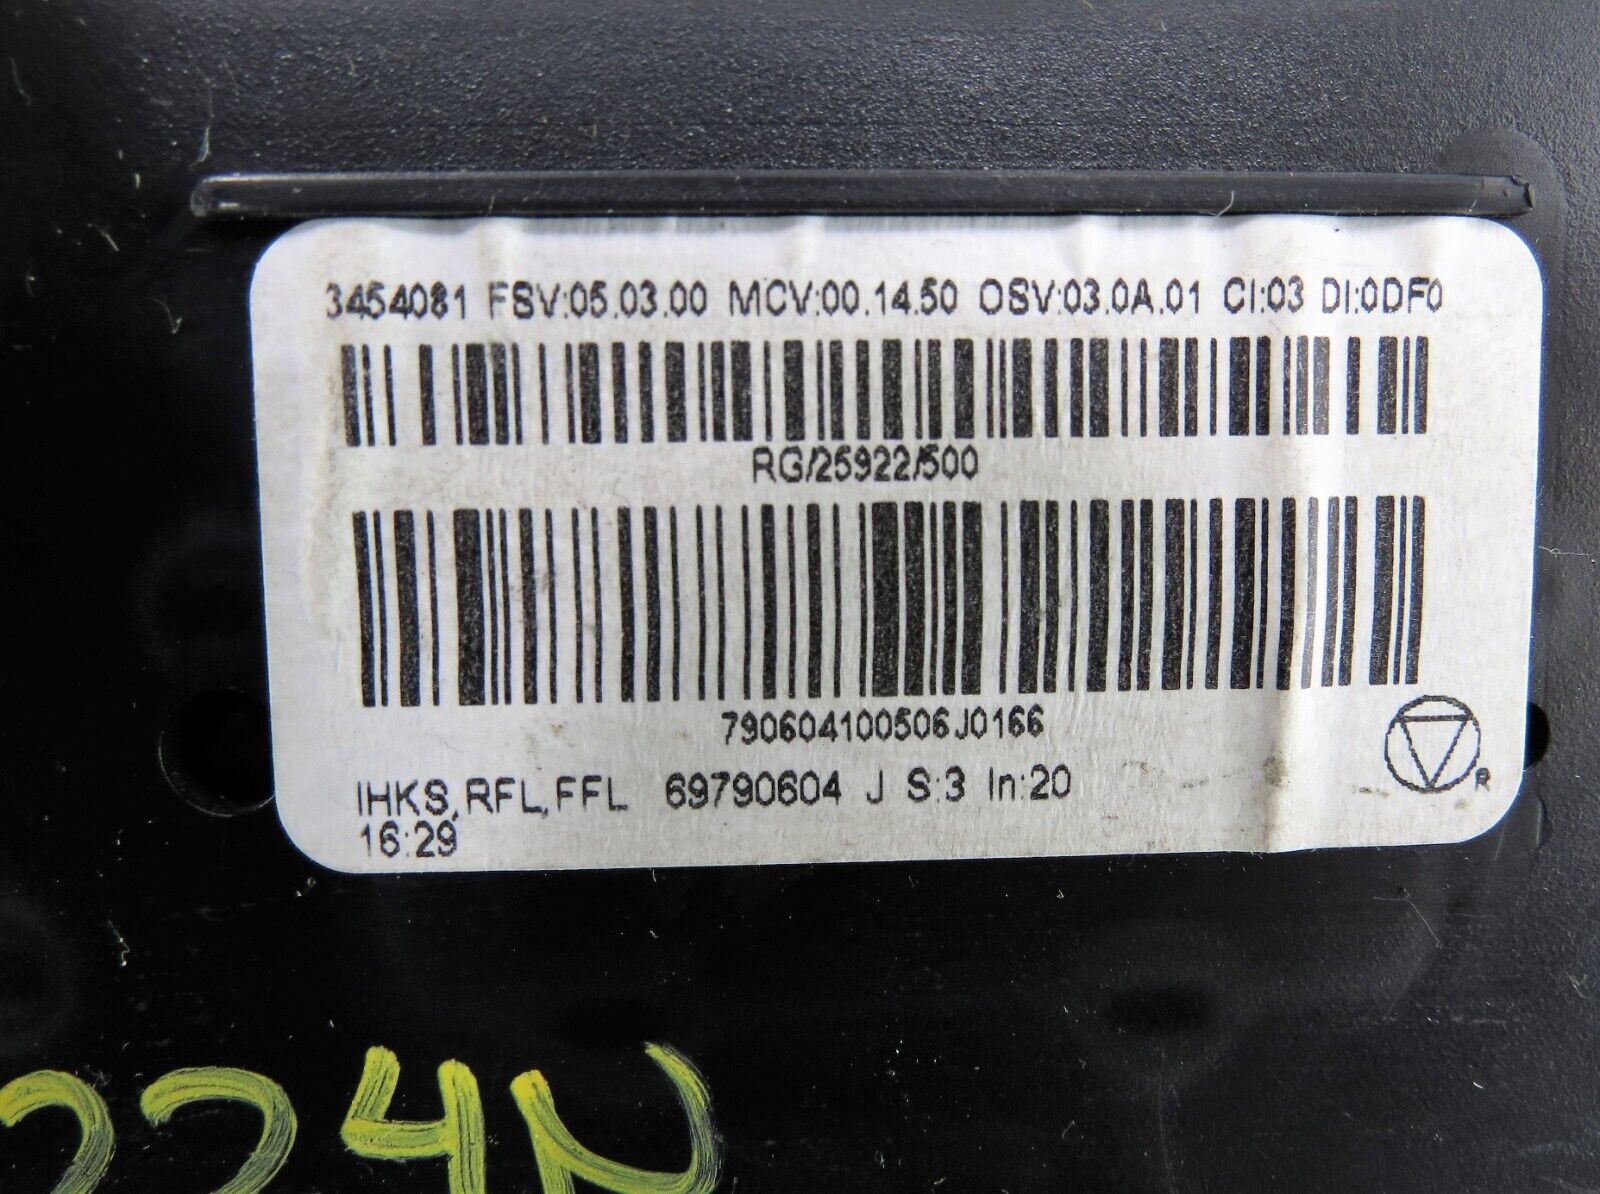 3454081 FSV:05.03.00 MCV:00.14.50 OSV:03.0A.01 CI:03 DI:0DF0
RG/25922/500
790604100506J0166
IHKS,RFL,FFL 69790604 J S:3 In:20
R
16:29
224N